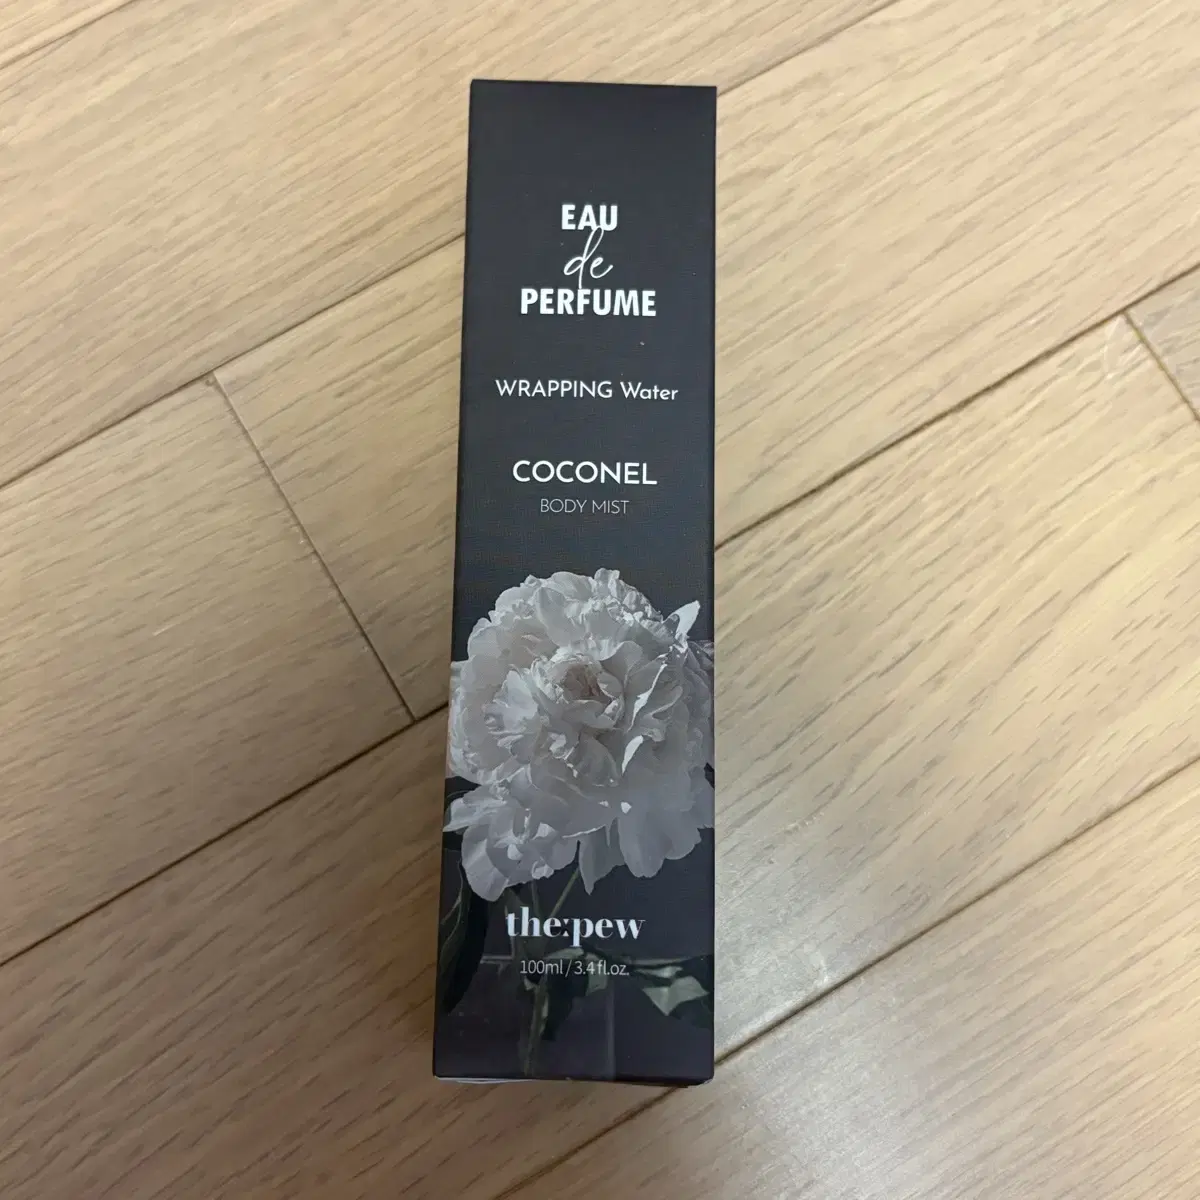 EAU
de
PERFUME
WRAPPING Water
COCONEL
BODY MIST
the:pew
100ml / 3.4 fl.oz.